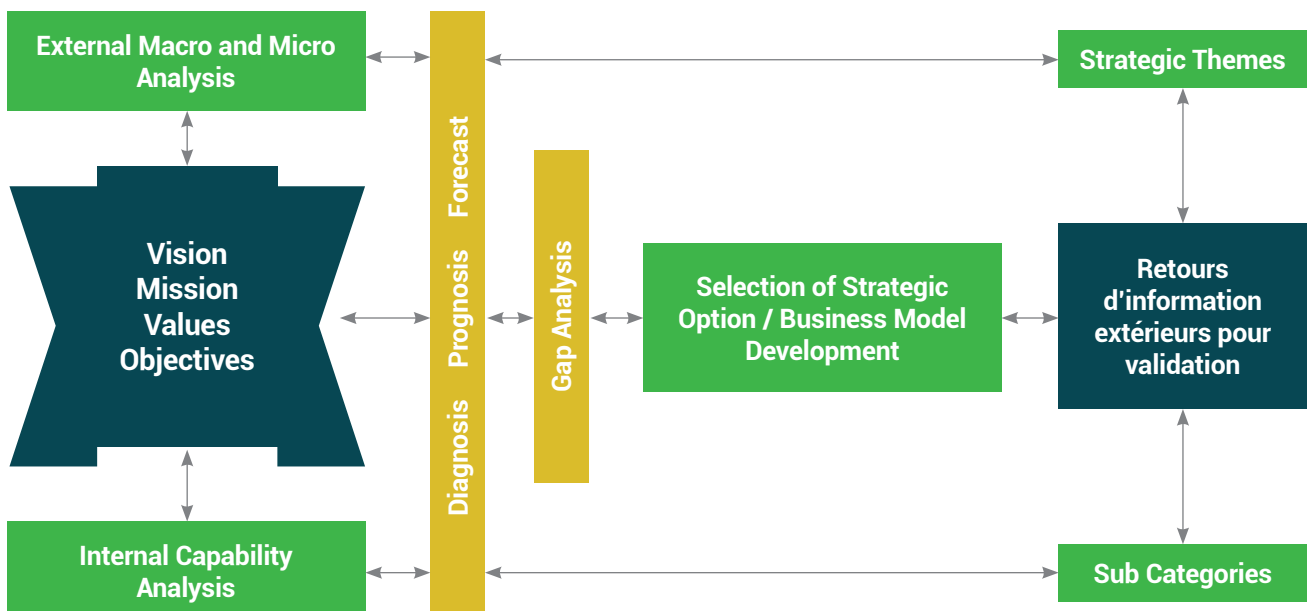 External Macro and Micro
Analysis
Vision
Mission
Values
Objectives
Internal Capability
Analysis
Diagnosis Prognosis Forecast
Gap Analysis
Selection of Strategic
Option / Business Model
Development
Strategic Themes
Retours
d'information
extérieurs pour
validation
Sub Categories